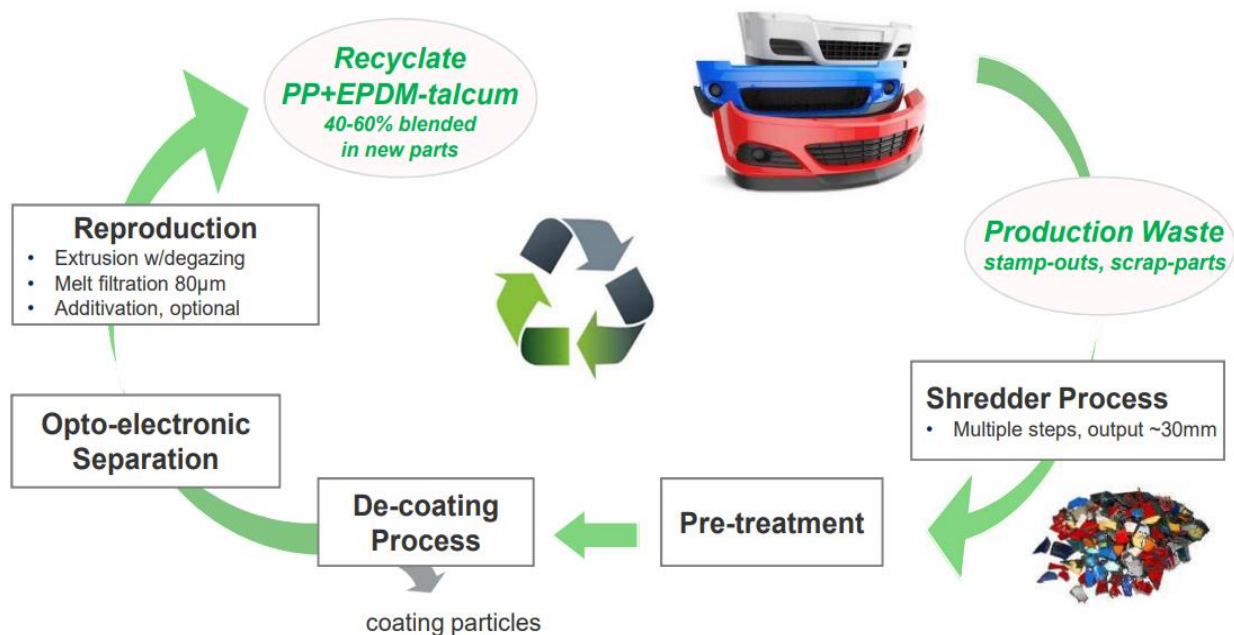 Recyclate
PP+EPDM-talcum
40-60% blended
in new parts
Production Waste
stamp-outs, scrap-parts
Shredder Process
• Multiple steps, output ~30mm
Pre-treatment
De-coating
Process
coating particles
Opto-electronic
Separation
Reproduction
• Extrusion w/degazing
• Melt filtration 80µm
• Additivation, optional